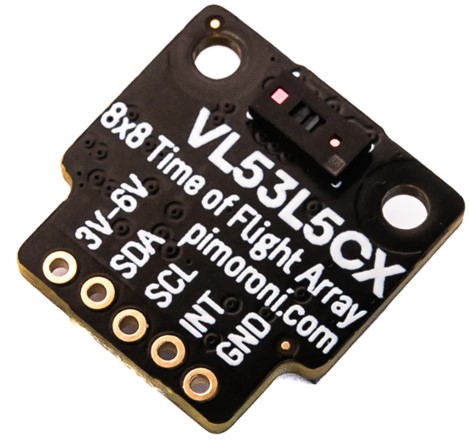 VL53L5CX
8x8 Time of Flight Array
pimoroni.com
3V-6V
SDA
SCL
INT
GND